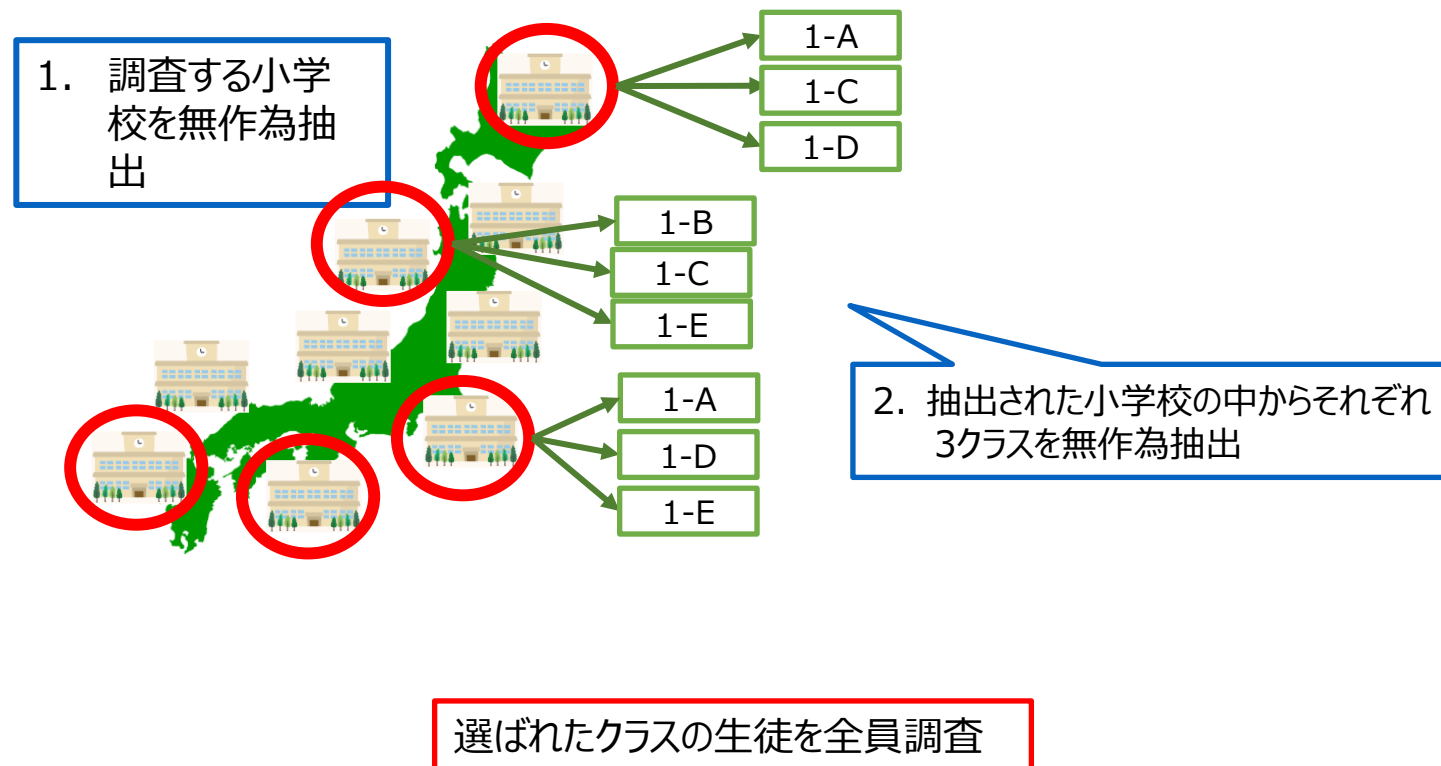 1. 調査する小学
校を無作為抽
出
1-A
1-C
1-D
1-B
1-C
1-E
1-A
1-D
1-E
2. 抽出された小学校の中からそれぞれ
3クラスを無作為抽出
選ばれたクラスの生徒を全員調査